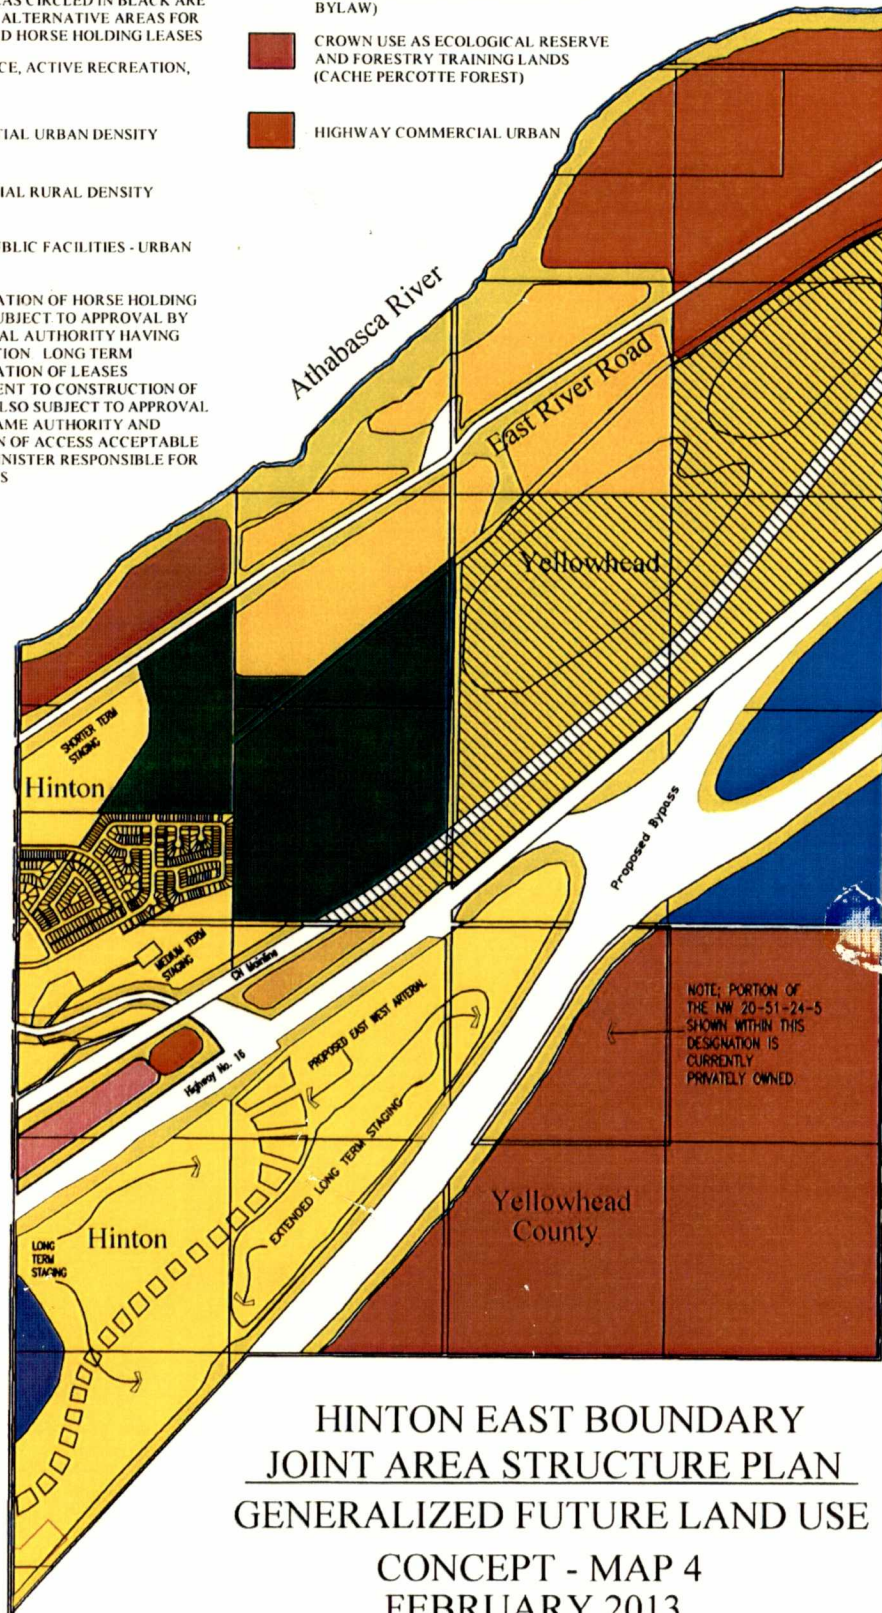 AS CIRCLED IN BLACK ARE
ALTERNATIVE AREAS FOR
D HORSE HOLDING LEASES
CE, ACTIVE RECREATION,
TIAL URBAN DENSITY
IAL RURAL DENSITY
BLIC FACILITIES - URBAN
ATION OF HORSE HOLDING
UBJECT TO APPROVAL BY
AL AUTHORITY HAVING
TION LONG TERM
ATION OF LEASES
ENT TO CONSTRUCTION OF
LSO SUBJECT TO APPROVAL
AME AUTHORITY AND
N OF ACCESS ACCEPTABLE
NISTER RESPONSIBLE FOR
S
BYLAW)
CROWN USE AS ECOLOGICAL RESERVE
AND FORESTRY TRAINING LANDS
(CACHE PERCOTTE FOREST)
HIGHWAY COMMERCIAL URBAN
Athabasca River
East River Road
Yellowhead
SHORTER TERM
STAGING
Hinton
Proposed Bypass
MEDIUM TERM
STAGING
CN Mainline
Highway No. 16
PROPOSED EAST WEST ARTERIAL
NOTE; PORTION OF
THE NW 20-51-24-5
SHOWN WITHIN THIS
DESIGNATION IS
CURRENTLY
PRIVATELY OWNED.
EXTENDED LONG TERM STAGING
Yellowhead
County
LONG
TERM
STAGING
Hinton
HINTON EAST BOUNDARY
JOINT AREA STRUCTURE PLAN
GENERALIZED FUTURE LAND USE
CONCEPT - MAP 4
FEBRUARY 2013